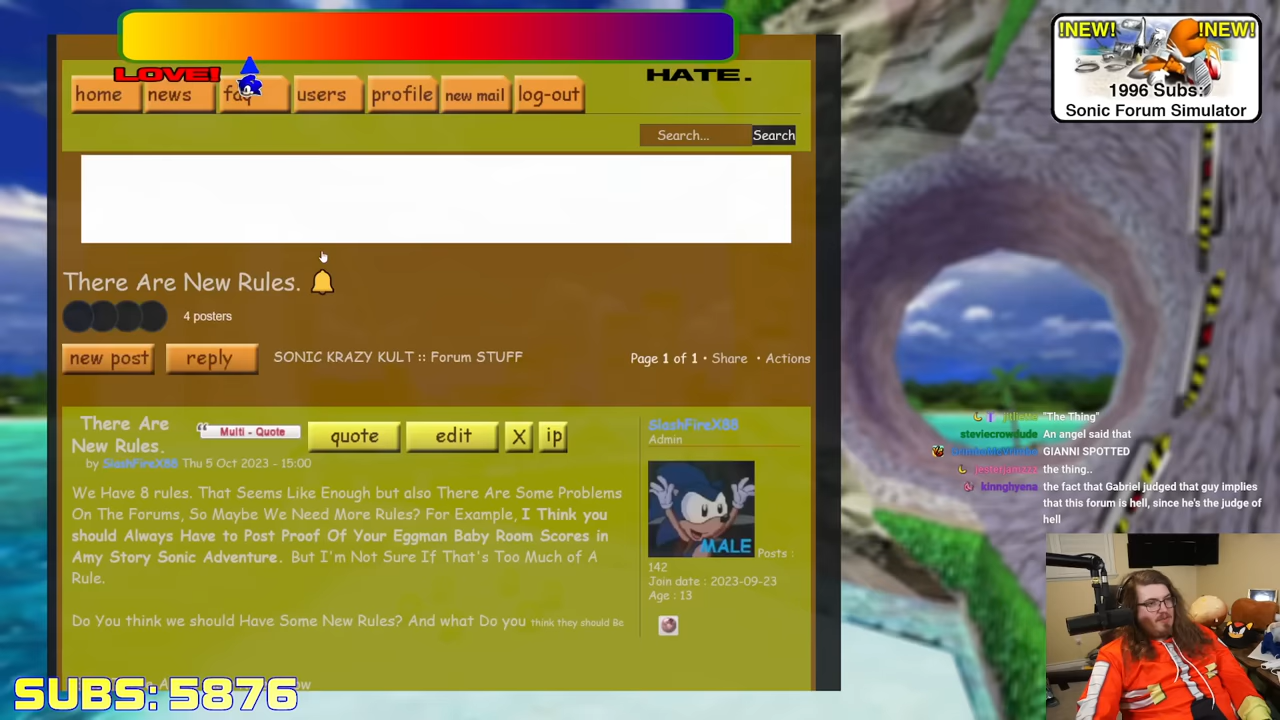 LOVE!
HATE.
home news faq users profile new mail log-out
Search... Search
!NEW! !NEW!
1996 Subs:
Sonic Forum Simulator
There Are New Rules.
4 posters
new post reply SONIC KRAZY KULT :: Forum STUFF Page 1 of 1 • Share • Actions
There Are
New Rules.
Multi - Quote quote edit X ip
by SlashFireX88 Thu 5 Oct 2023 - 15:00
We Have 8 rules. That Seems Like Enough but also There Are Some Problems
On The Forums, So Maybe We Need More Rules? For Example, I Think you
should Always Have to Post Proof Of Your Eggman Baby Room Scores in
Amy Story Sonic Adventure. But I'm Not Sure If That's Too Much of A
Rule.
Do You think we should Have Some New Rules? And what Do you think they should Be
SlashFireX88
Admin
MALE
Posts :
142
Join date : 2023-09-23
Age : 13
"The Thing"
steviecrowdude An angel said that
GIANNI SPOTTED
the thing..
kinnghyena the fact that Gabriel judged that guy implies
that this forum is hell, since he's the judge of
hell
SUBS: 5876